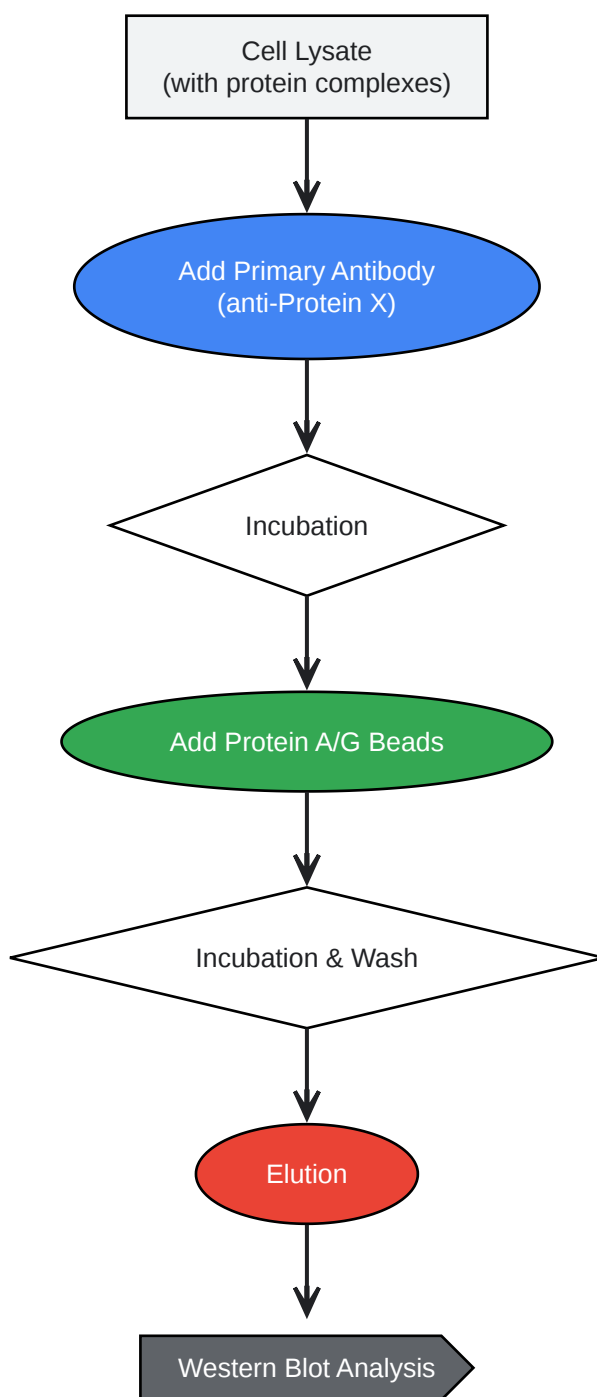 Cell Lysate
(with protein complexes)
Add Primary Antibody
(anti-Protein X)
Incubation
Add Protein A/G Beads
Incubation & Wash
Elution
Western Blot Analysis